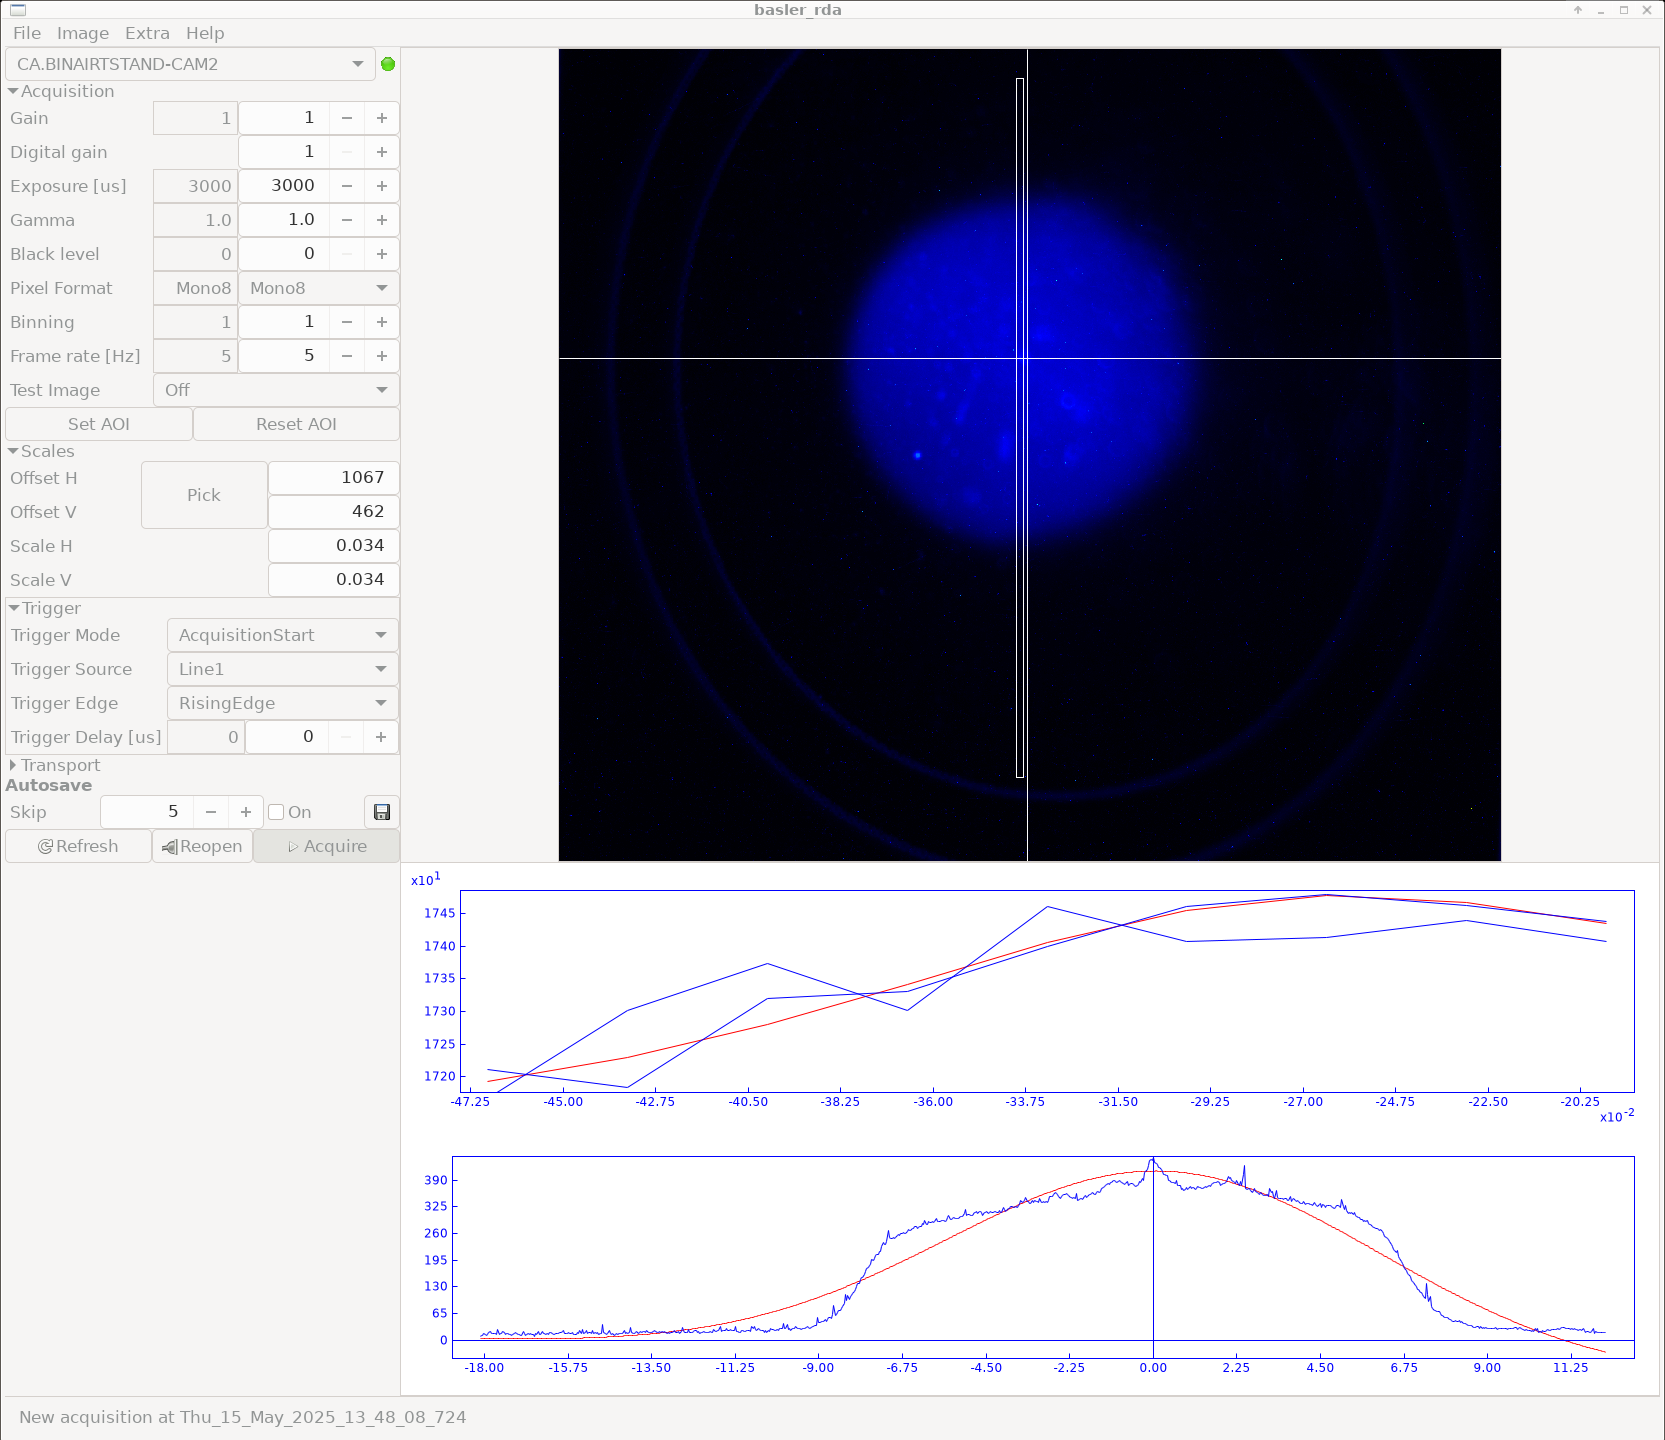 basler_rda
File Image Extra Help
CA.BINAIRTSTAND-CAM2
Acquisition
Gain 1 1
Digital gain 1
Exposure [us] 3000 3000
Gamma 1.0 1.0
Black level 0 0
Pixel Format Mono8 Mono8
Binning 1 1
Frame rate [Hz] 5 5
Test Image Off
Set AOI Reset AOI
Scales
Offset H 1067
Pick
Offset V 462
Scale H 0.034
Scale V 0.034
Trigger
Trigger Mode AcquisitionStart
Trigger Source Line1
Trigger Edge RisingEdge
Trigger Delay [us] 0 0
Transport
Autosave
Skip 5 On
Refresh Reopen Acquire
x10^1
1745
1740
1735
1730
1725
1720
-47.25 -45.00 -42.75 -40.50 -38.25 -36.00 -33.75 -31.50 -29.25 -27.00 -24.75 -22.50 -20.25
x10^-2
390
325
260
195
130
65
0
-18.00 -15.75 -13.50 -11.25 -9.00 -6.75 -4.50 -2.25 0.00 2.25 4.50 6.75 9.00 11.25
New acquisition at Thu_15_May_2025_13_48_08_724